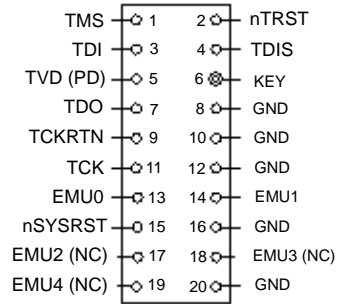 TMS 1 2 nTRST
TDI 3 4 TDIS
TVD (PD) 5 6 KEY
TDO 7 8 GND
TCKRTN 9 10 GND
TCK 11 12 GND
EMU0 13 14 EMU1
nSYSRST 15 16 GND
EMU2 (NC) 17 18 EMU3 (NC)
EMU4 (NC) 19 20 GND